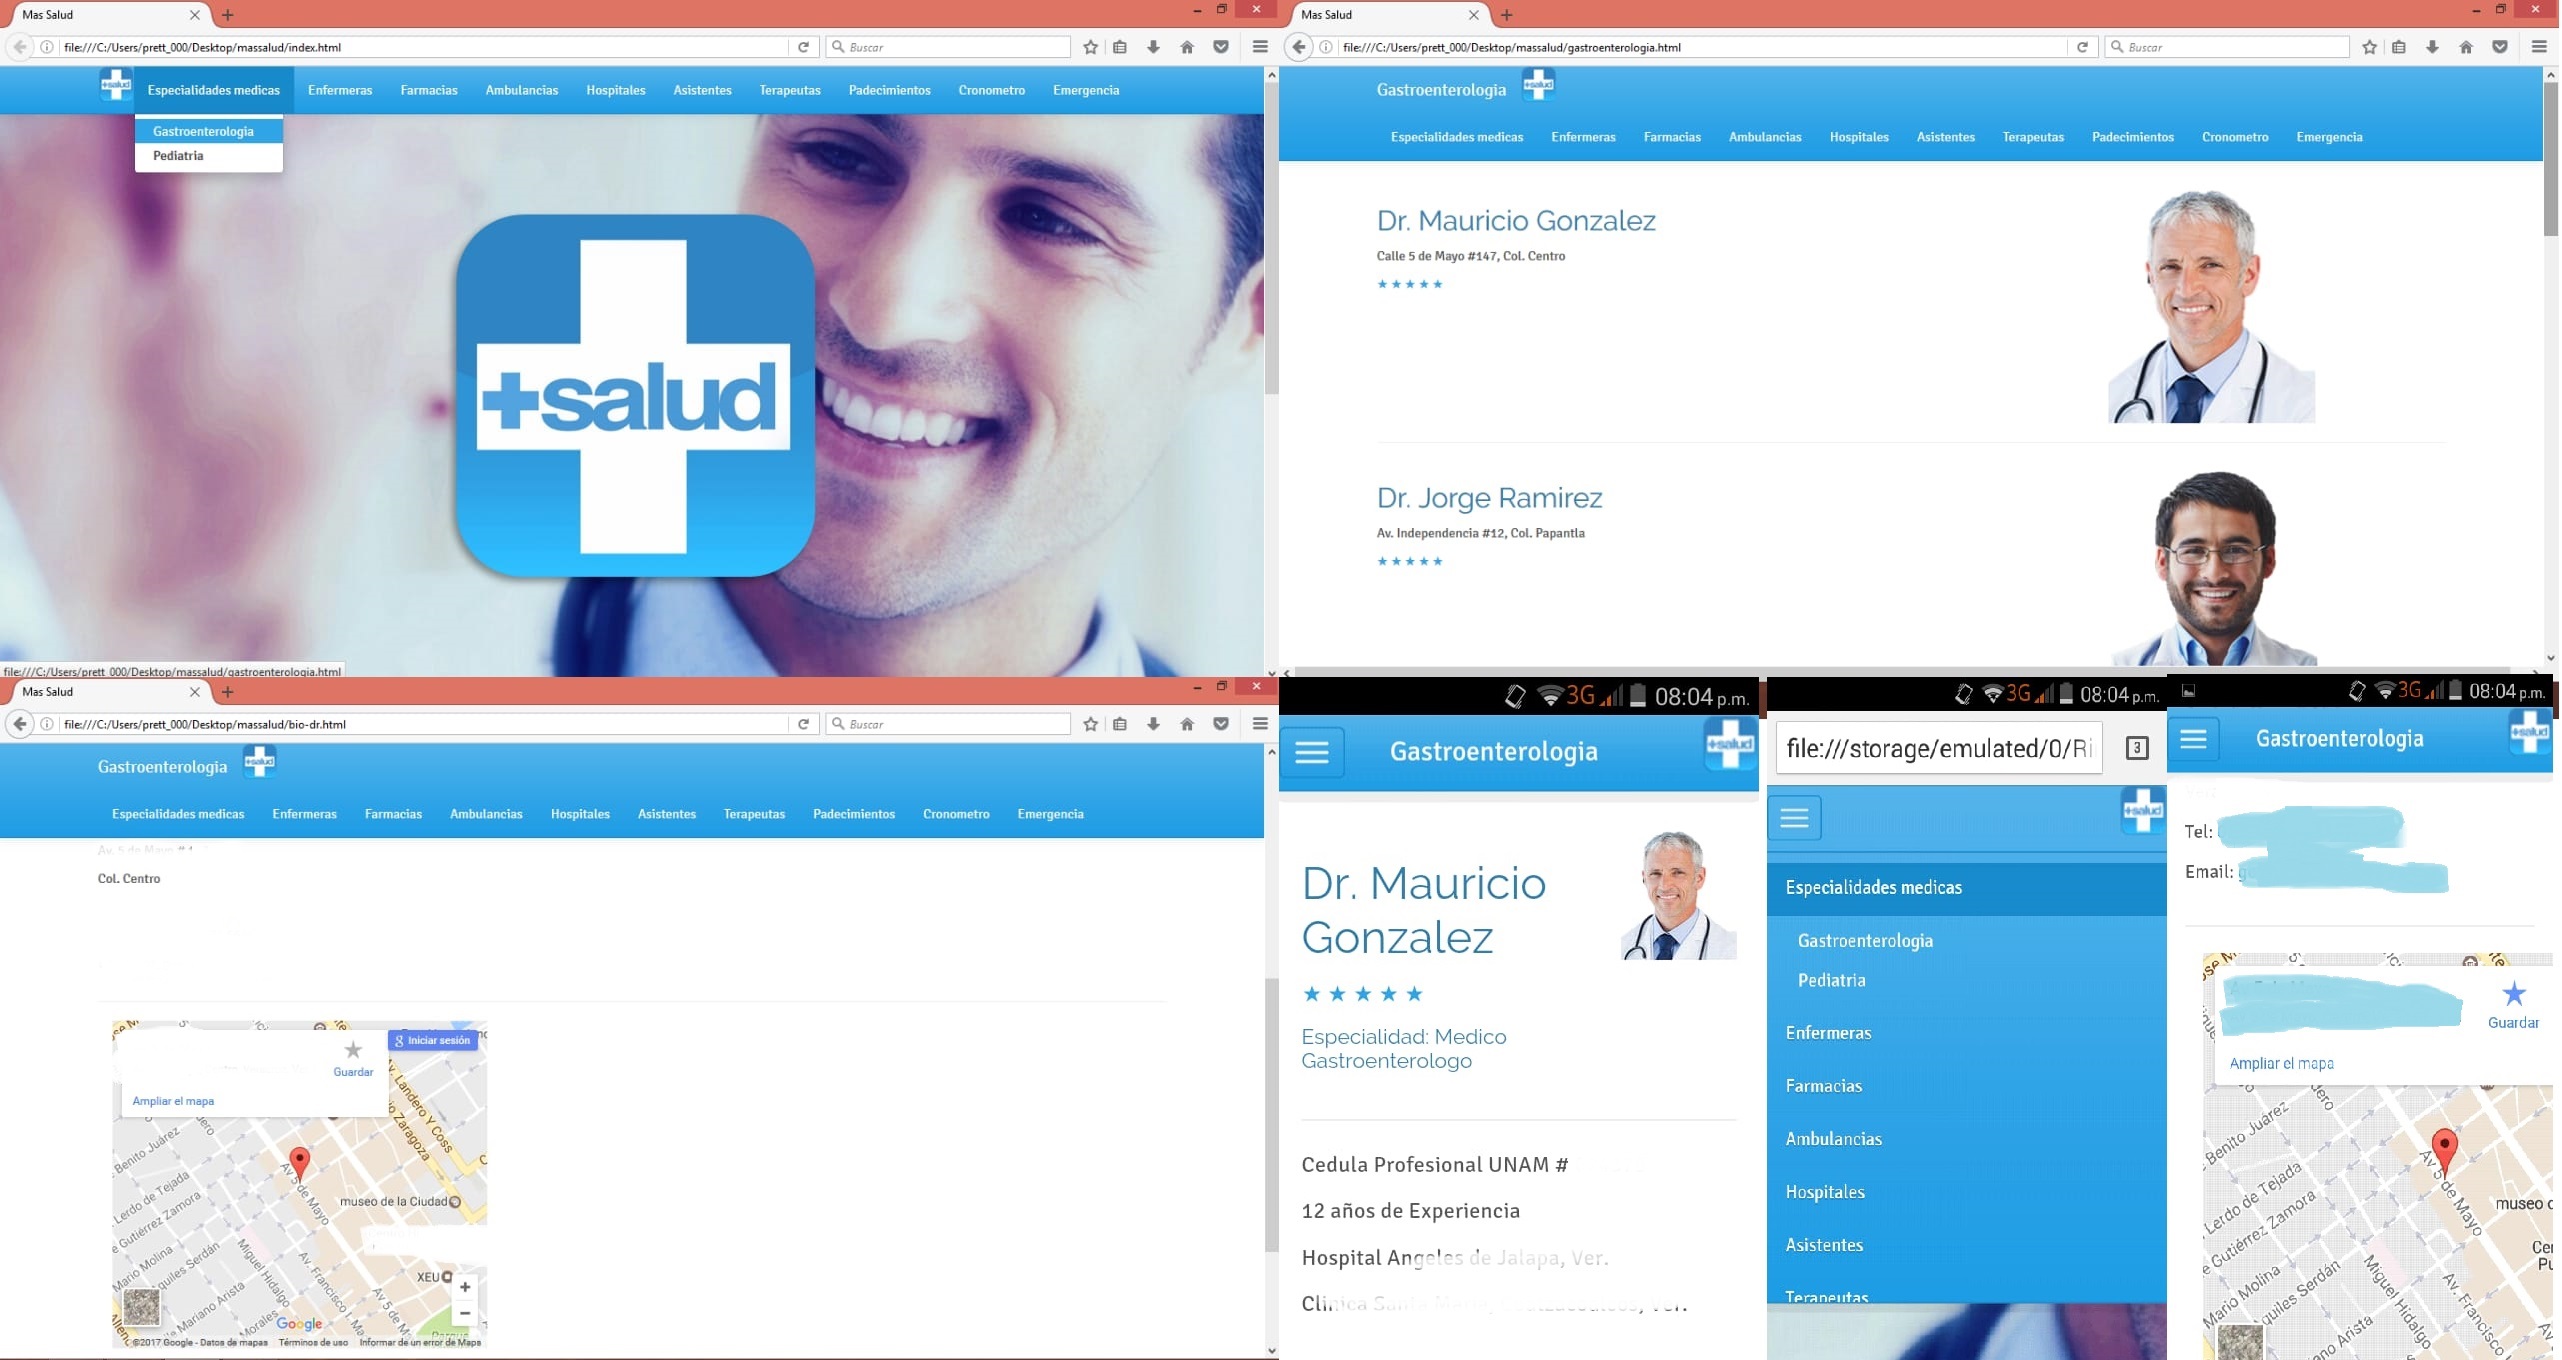 Mas Salud
file:///C:/Users/prett_000/Desktop/massalud/index.html
Buscar
+salud
Especialidades medicas
Enfermeras
Farmacias
Ambulancias
Hospitales
Asistentes
Terapeutas
Padecimientos
Cronometro
Emergencia
Gastroenterologia
Pediatria
+salud
file:///C:/Users/prett_000/Desktop/massalud/gastroenterologia.html
Mas Salud
file:///C:/Users/prett_000/Desktop/massalud/gastroenterologia.html
Buscar
Gastroenterologia
+salud
Especialidades medicas
Enfermeras
Farmacias
Ambulancias
Hospitales
Asistentes
Terapeutas
Padecimientos
Cronometro
Emergencia
Dr. Mauricio Gonzalez
Calle 5 de Mayo #147, Col. Centro
★★★★★
Dr. Jorge Ramirez
Av. Independencia #12, Col. Papantla
★★★★★
Mas Salud
file:///C:/Users/prett_000/Desktop/massalud/bio-dr.html
Buscar
Gastroenterologia
+salud
Especialidades medicas
Enfermeras
Farmacias
Ambulancias
Hospitales
Asistentes
Terapeutas
Padecimientos
Cronometro
Emergencia
Av. 5 de Mayo #
Col. Centro
Iniciar sesión
Guardar
Ampliar el mapa
Av. Landero Y Coss
Zaragoza
Benito Juárez
Lerdo de Tejada
Gutiérrez Zamora
Mario Molina
Serdán
Mariano Arista
Morales
Miguel Hidalgo
Av. Francisco I.
Av 5 de Mayo
Av 5 de
museo de la Ciudad
XEU
+
−
Google
©2017 Google - Datos de mapas
Términos de uso
Informar de un error de Maps
3G 08:04 p.m.
Gastroenterologia
+salud
Dr. Mauricio
Gonzalez
★ ★ ★ ★ ★
Especialidad: Medico
Gastroenterologo
Cedula Profesional UNAM #
12 años de Experiencia
Hospital Angeles de Jalapa, Ver.
3G 08:04 p.m.
file:///storage/emulated/0/Ri
3
+salud
Especialidades medicas
Gastroenterologia
Pediatria
Enfermeras
Farmacias
Ambulancias
Hospitales
Asistentes
Terapeutas
3G 08:04 p.m.
Gastroenterologia
+salud
Tel:
Email:
Guardar
Ampliar el mapa
Benito Juárez
Lerdo de Tejada
Gutiérrez Zamora
Mario Molina
Serdán
Arista
Miguel Hidalgo
Av 5 de Mayo
museo